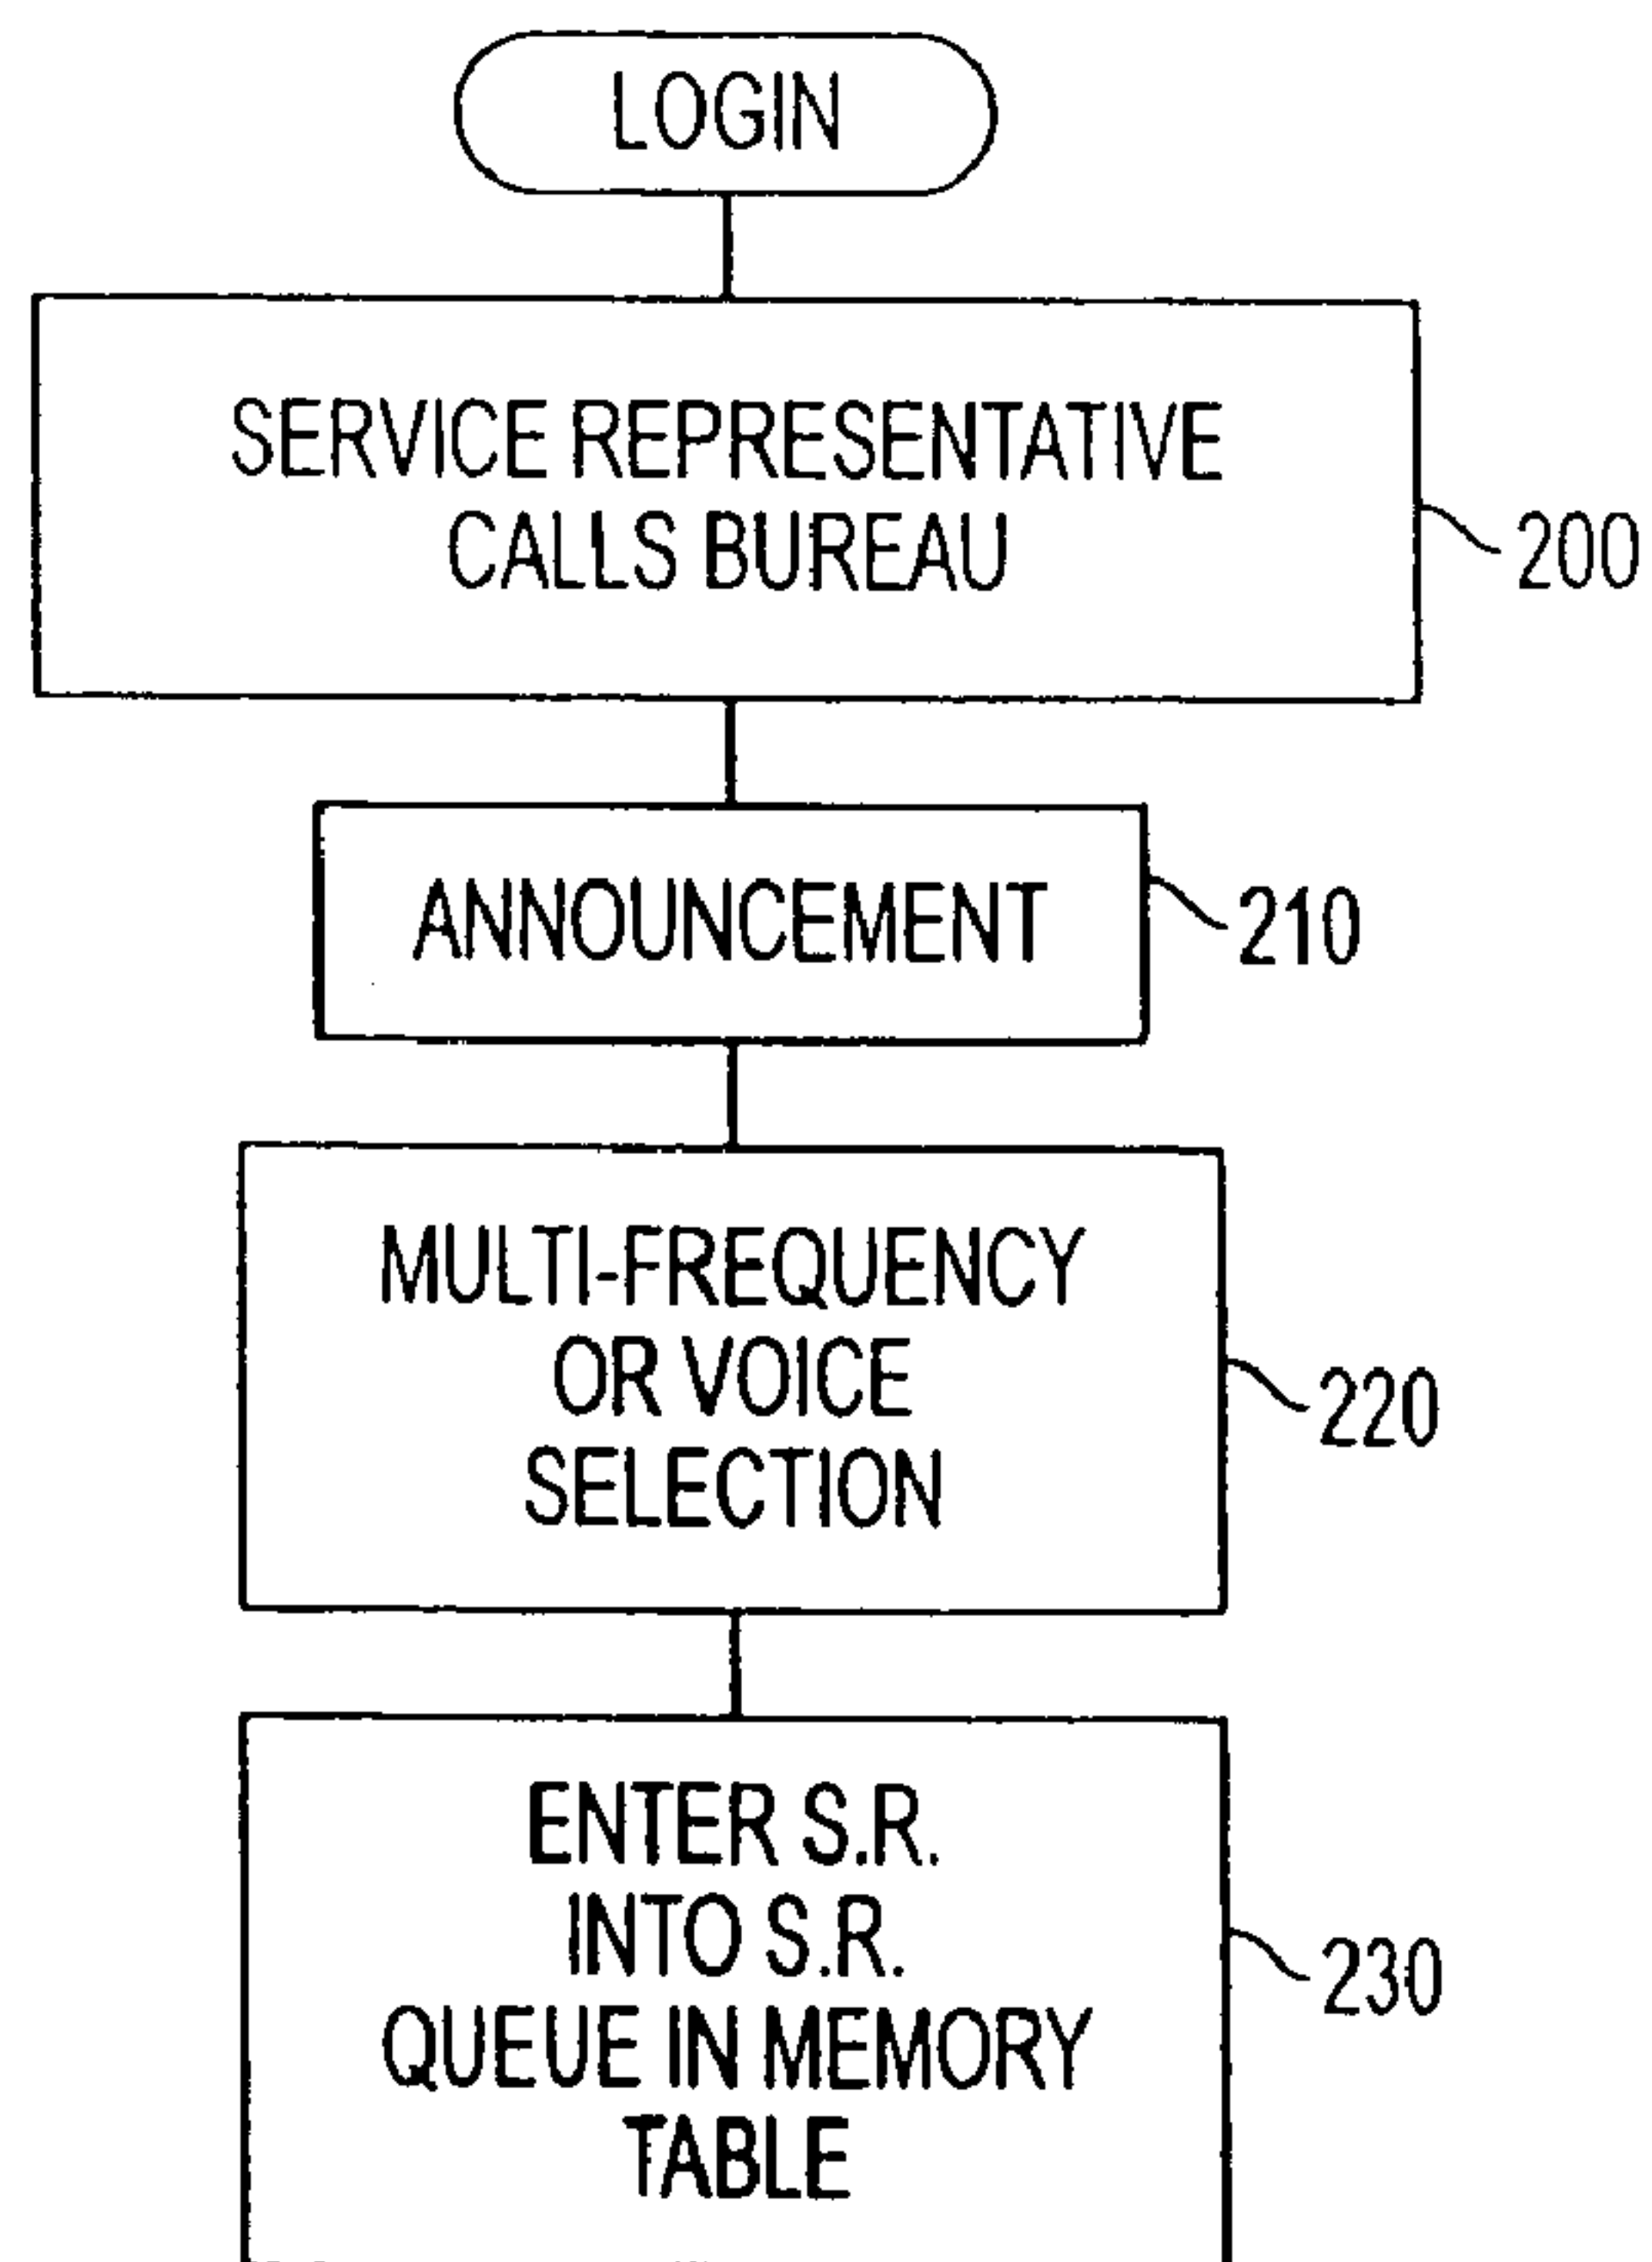 LOGIN
SERVICE REPRESENTATIVE
CALLS BUREAU
200
ANNOUNCEMENT
210
MULTI-FREQUENCY
OR VOICE
SELECTION
220
ENTER S.R.
INTO S.R.
QUEUE IN MEMORY
TABLE
230